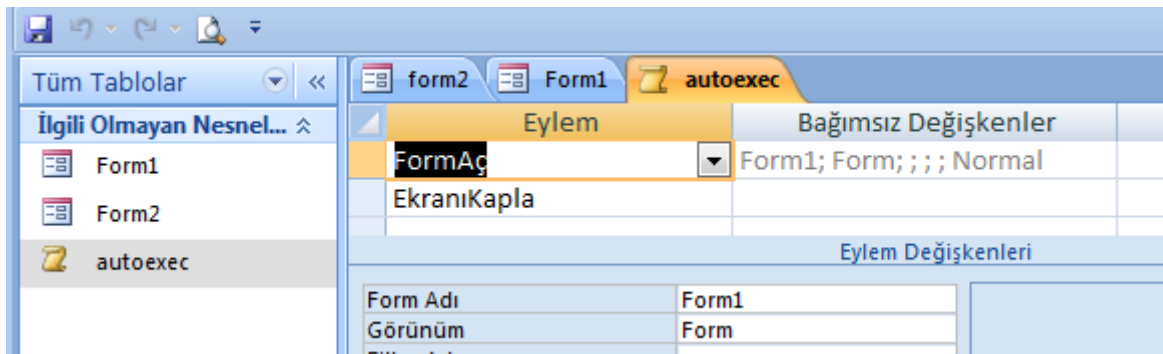 Tüm Tablolar
form2 Form1 autoexec
İlgili Olmayan Nesnel...
Eylem Bağımsız Değişkenler
Form1
FormAç Form1; Form; ; ; ; Normal
Form2
EkranıKapla
autoexec
Eylem Değişkenleri
Form Adı Form1
Görünüm Form